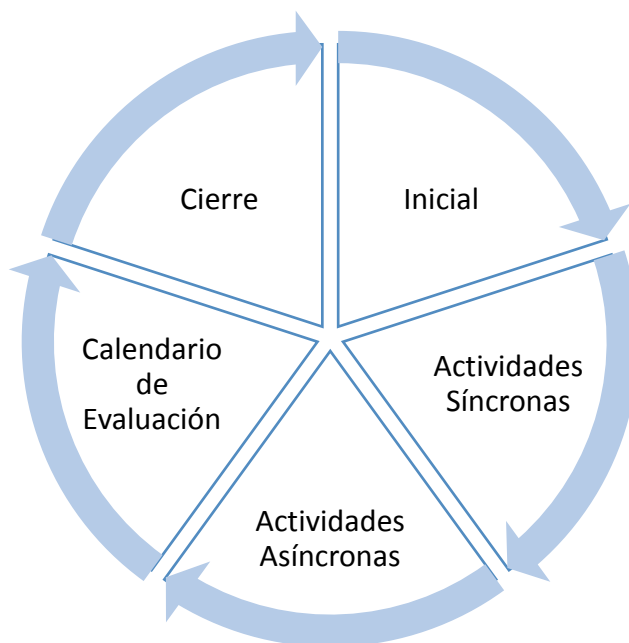 Inicial
Actividades
Síncronas
Actividades
Asíncronas
Calendario
de
Evaluación
Cierre